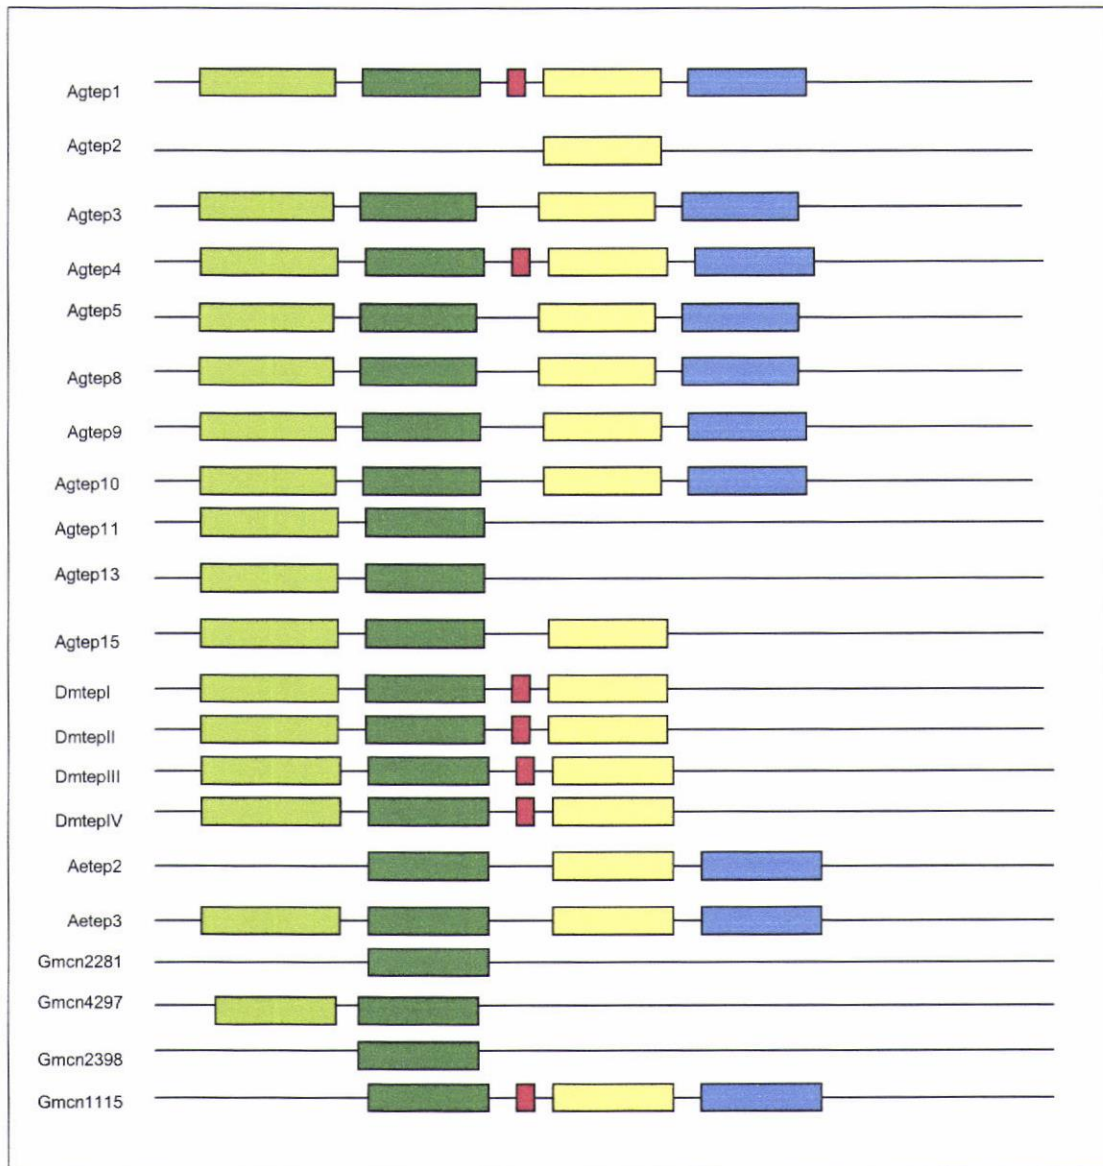 Agtep1
Agtep2
Agtep3
Agtep4
Agtep5
Agtep8
Agtep9
Agtep10
Agtep11
Agtep13
Agtep15
DmtepI
DmtepII
DmtepIII
DmtepIV
Aetep2
Aetep3
Gmcn2281
Gmcn4297
Gmcn2398
Gmcn1115